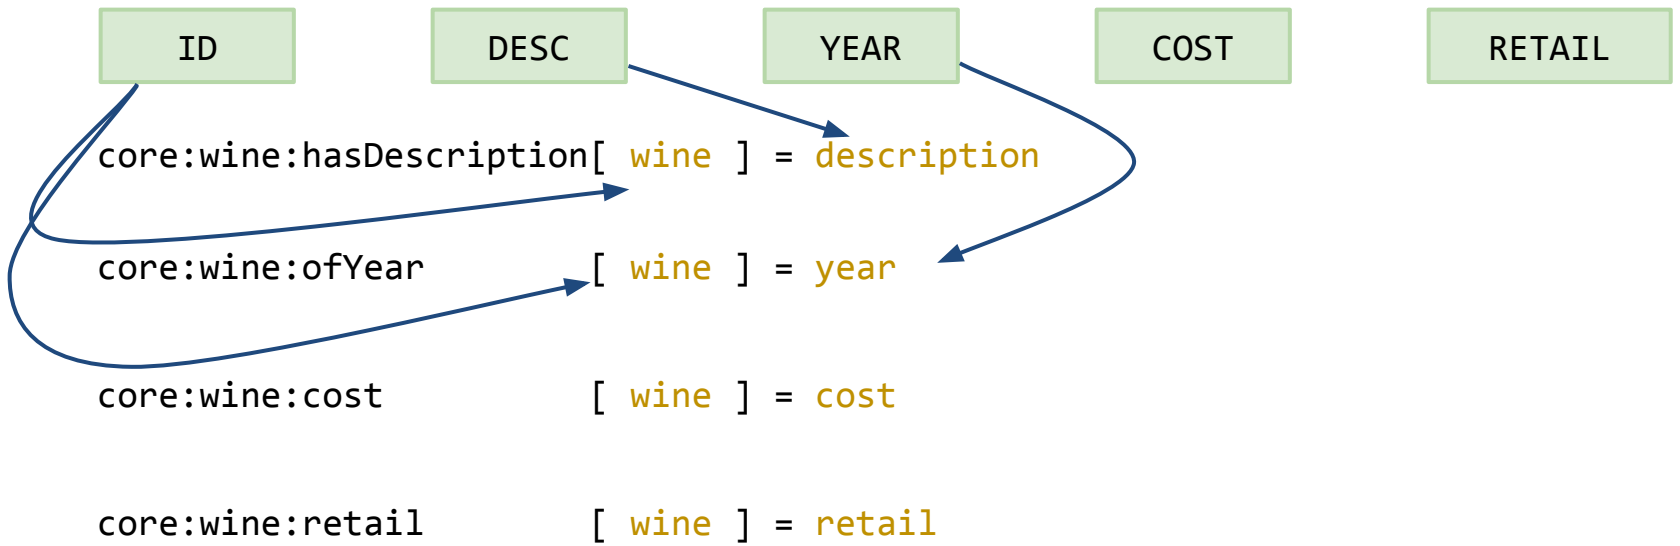 ID DESC YEAR COST RETAIL
core:wine:hasDescription[ wine ] = description
core:wine:ofYear [ wine ] = year
core:wine:cost [ wine ] = cost
core:wine:retail [ wine ] = retail